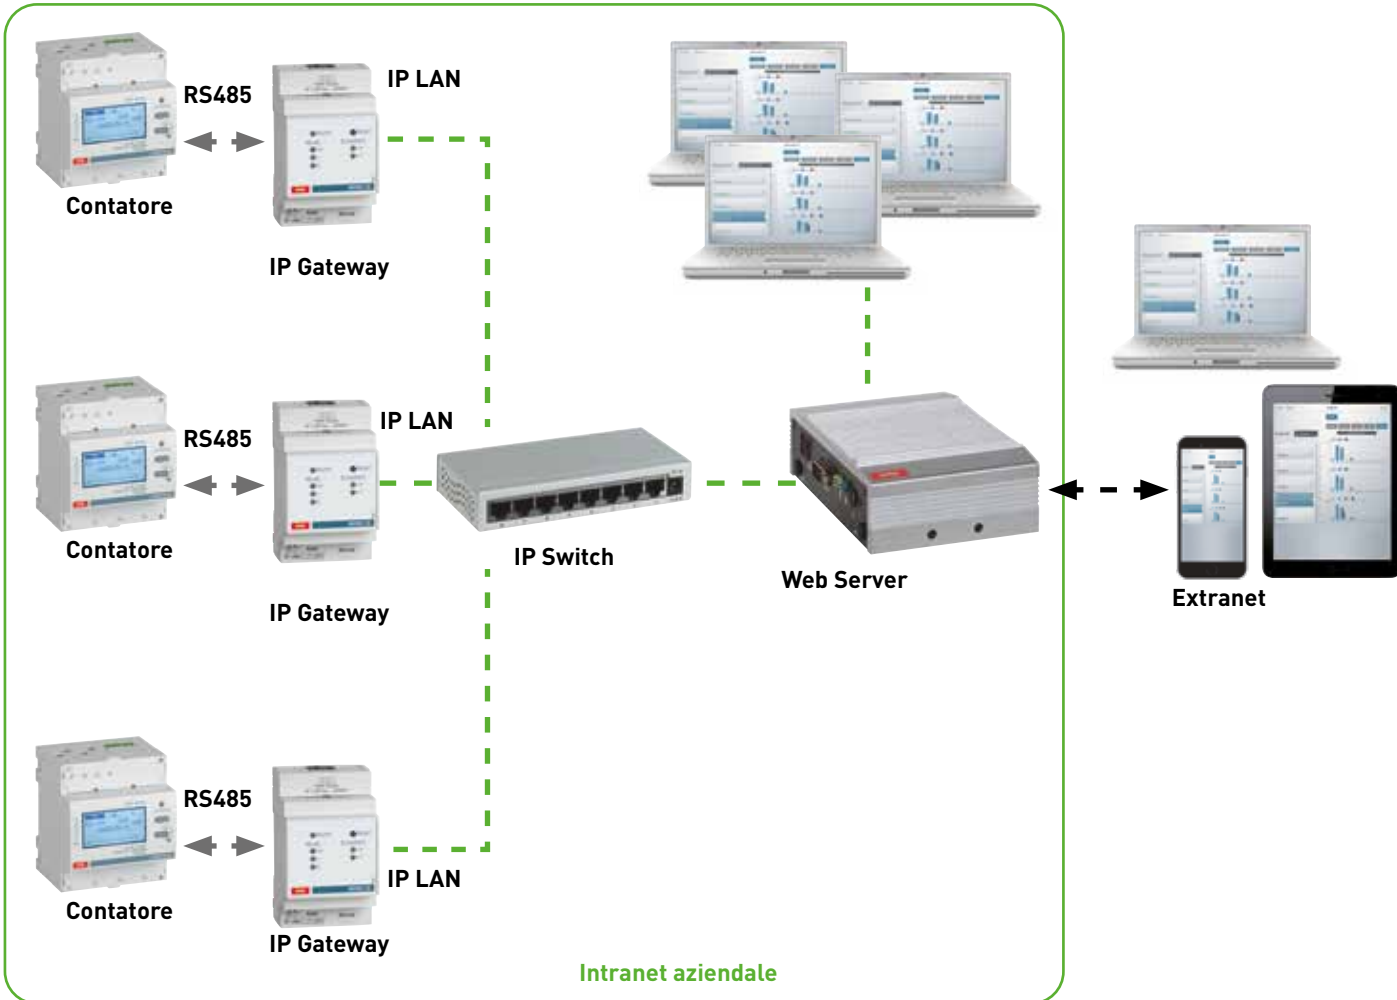 RS485
IP LAN
Contatore
IP Gateway
RS485
IP LAN
Contatore
IP Gateway
IP Switch
Web Server
Extranet
RS485
IP LAN
Contatore
IP Gateway
Intranet aziendale